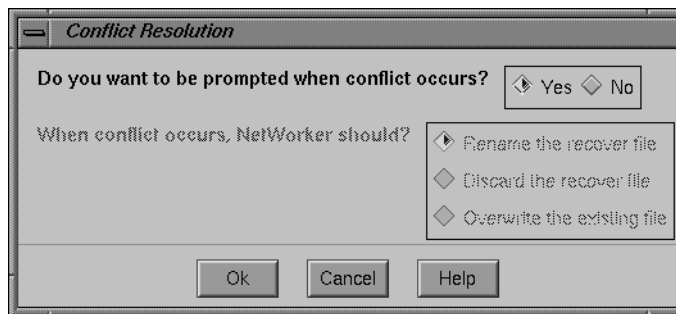 Conflict Resolution
Do you want to be prompted when conflict occurs? Yes No
When conflict occurs, NetWorker should? Rename the recover file
Discard the recover file
Overwrite the existing file
Ok Cancel Help